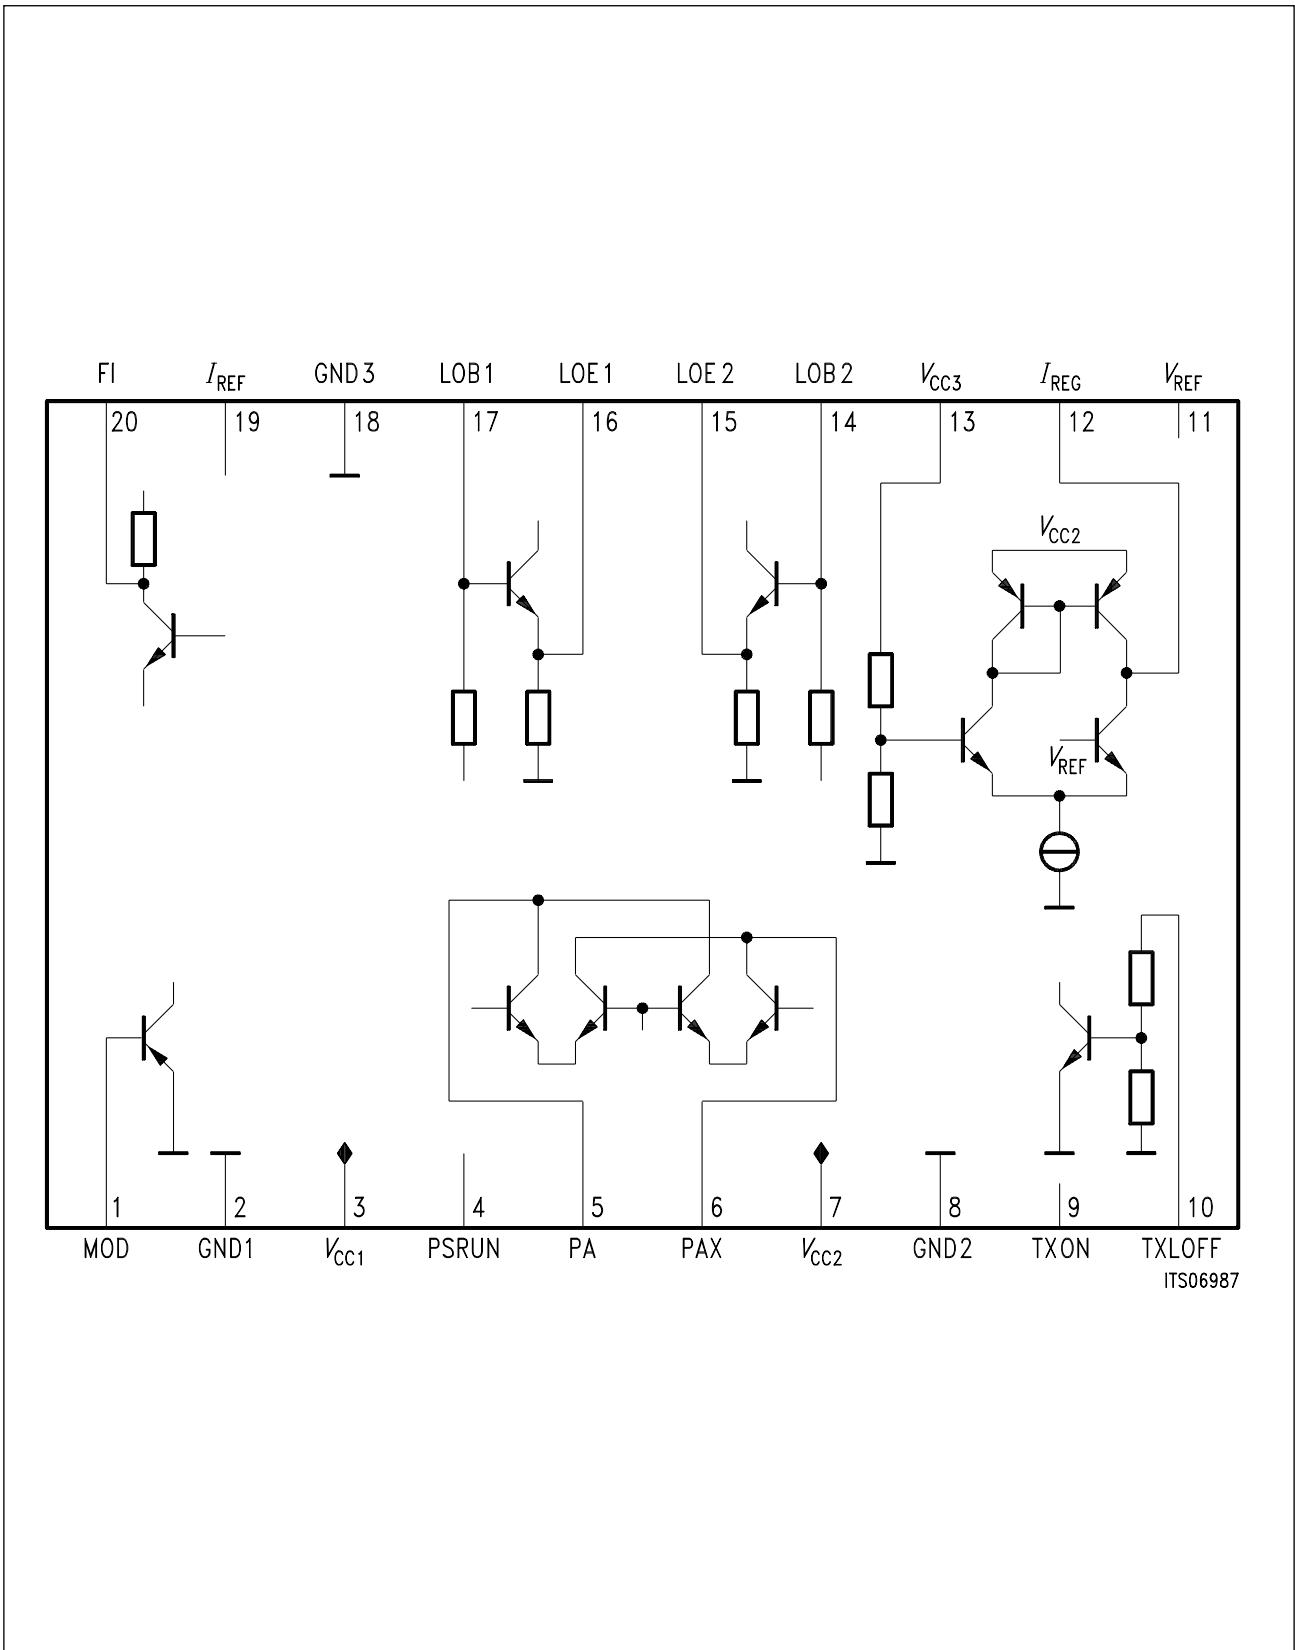 FI IREF GND3 LOB1 LOE1 LOE2 LOB2 VCC3 IREG VREF
20 19 18 17 16 15 14 13 12 11
VCC2
VREF
1 2 3 4 5 6 7 8 9 10
MOD GND1 VCC1 PSRUN PA PAX VCC2 GND2 TXON TXLOFF
ITS06987